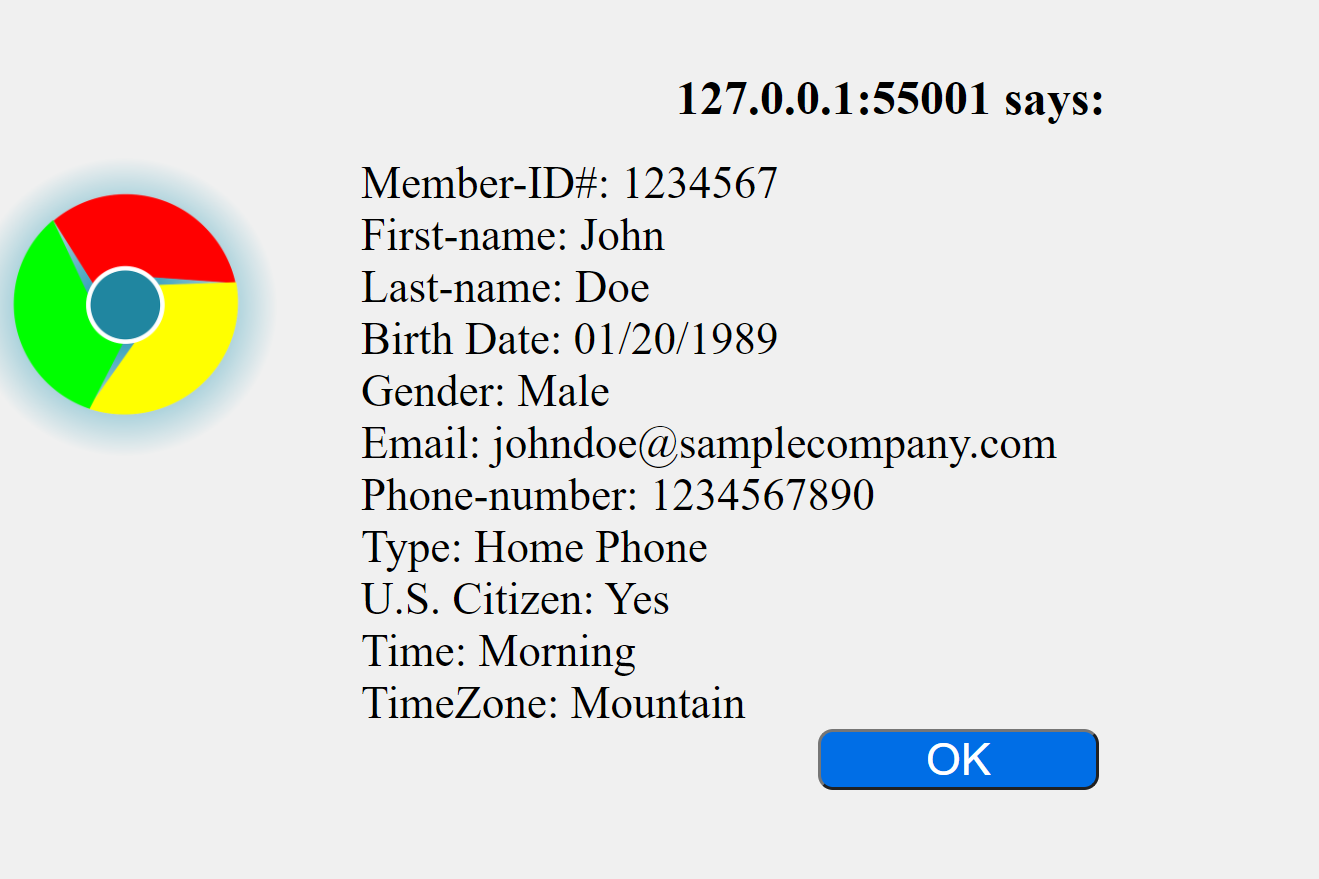 127.0.0.1:55001 says:
Member-ID#: 1234567
First-name: John
Last-name: Doe
Birth Date: 01/20/1989
Gender: Male
Email: johndoe@samplecompany.com
Phone-number: 1234567890
Type: Home Phone
U.S. Citizen: Yes
Time: Morning
TimeZone: Mountain
OK